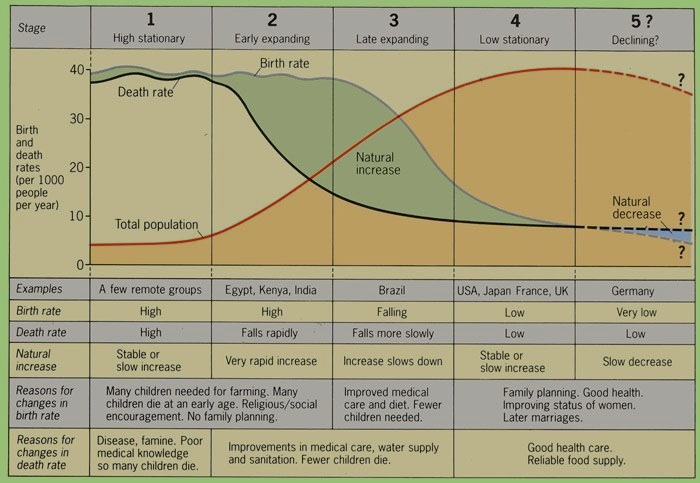 Stage
1
High stationary
2
Early expanding
3
Late expanding
4
Low stationary
5 ?
Declining?
Birth
and
death
rates
(per 1000
people
per year)
40
30
20
10
0
Birth rate
Death rate
Natural
increase
Total population
Natural
decrease
?
?
?
Examples
A few remote groups
Egypt, Kenya, India
Brazil
USA, Japan France, UK
Germany
Birth rate
High
High
Falling
Low
Very low
Death rate
High
Falls rapidly
Falls more slowly
Low
Low
Natural
increase
Stable or
slow increase
Very rapid increase
Increase slows down
Stable or
slow increase
Slow decrease
Reasons for
changes in
birth rate
Many children needed for farming. Many
children die at an early age. Religious/social
encouragement. No family planning.
Improved medical
care and diet. Fewer
children needed.
Family planning. Good health.
Improving status of women.
Later marriages.
Reasons for
changes in
death rate
Disease, famine. Poor
medical knowledge
so many children die.
Improvements in medical care, water supply
and sanitation. Fewer children die.
Good health care.
Reliable food supply.